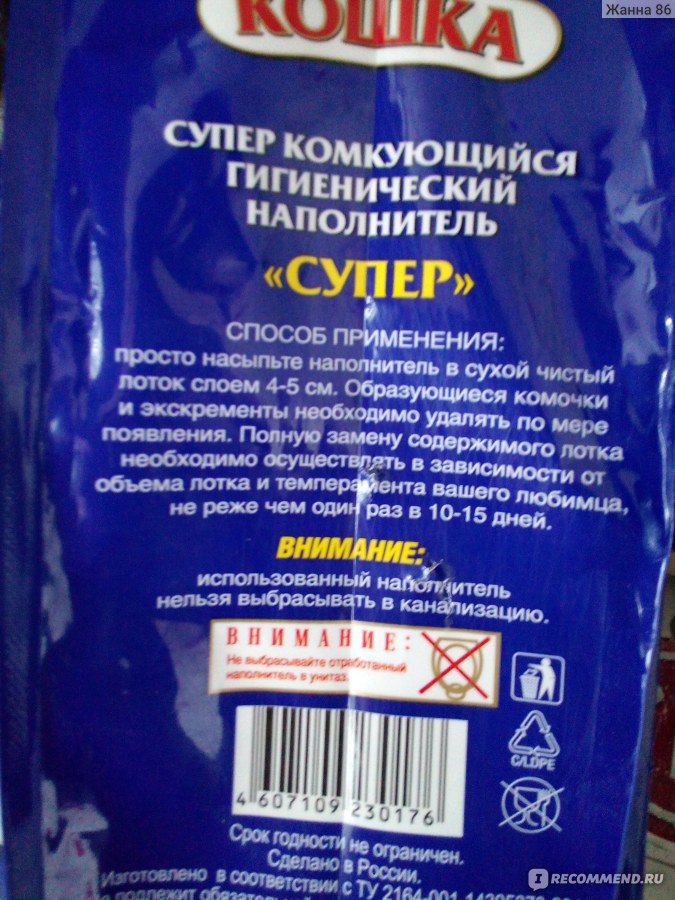 Жанна 86
КОШКА
СУПЕР КОМКУЮЩИЙСЯ
ГИГИЕНИЧЕСКИЙ
НАПОЛНИТЕЛЬ
«СУПЕР»
СПОСОБ ПРИМЕНЕНИЯ:
просто насыпьте наполнитель в сухой чистый
лоток слоем 4-5 см. Образующиеся комочки
и экскременты необходимо удалять по мере
появления. Полную замену содержимого лотка
необходимо осуществлять в зависимости от
объема лотка и темперамента вашего любимца,
не реже чем один раз в 10-15 дней.
ВНИМАНИЕ:
использованный наполнитель
нельзя выбрасывать в канализацию.
ВНИМАНИЕ:
Не выбрасывайте отработанный
наполнитель в унитаз.
C/LDPE
4 607109 230176
Срок годности не ограничен.
Сделано в России.
Изготовлено в соответствии с ТУ 2164-001
подлежит
I RECOMMEND.RU